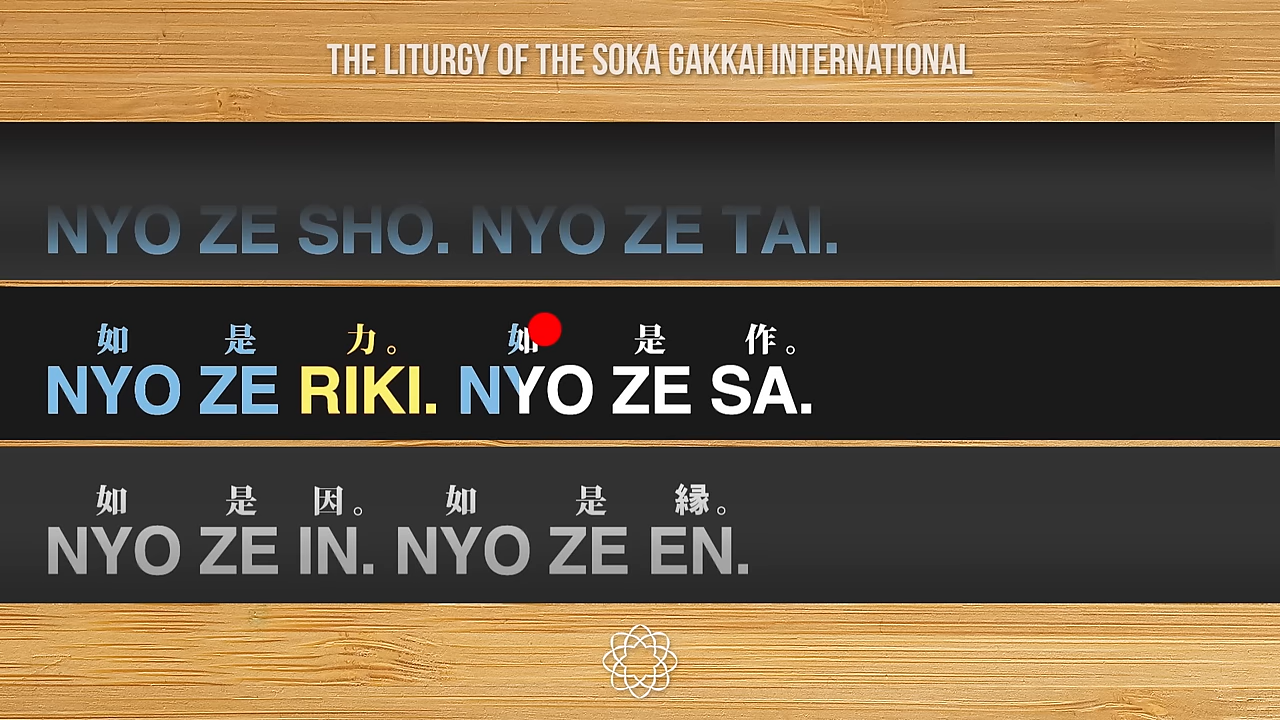 THE LITURGY OF THE SOKA GAKKAI INTERNATIONAL
NYO ZE SHO. NYO ZE TAI.
如 是 力。 如 是 作。
NYO ZE RIKI. NYO ZE SA.
如 是 因。 如 是 縁。
NYO ZE IN. NYO ZE EN.